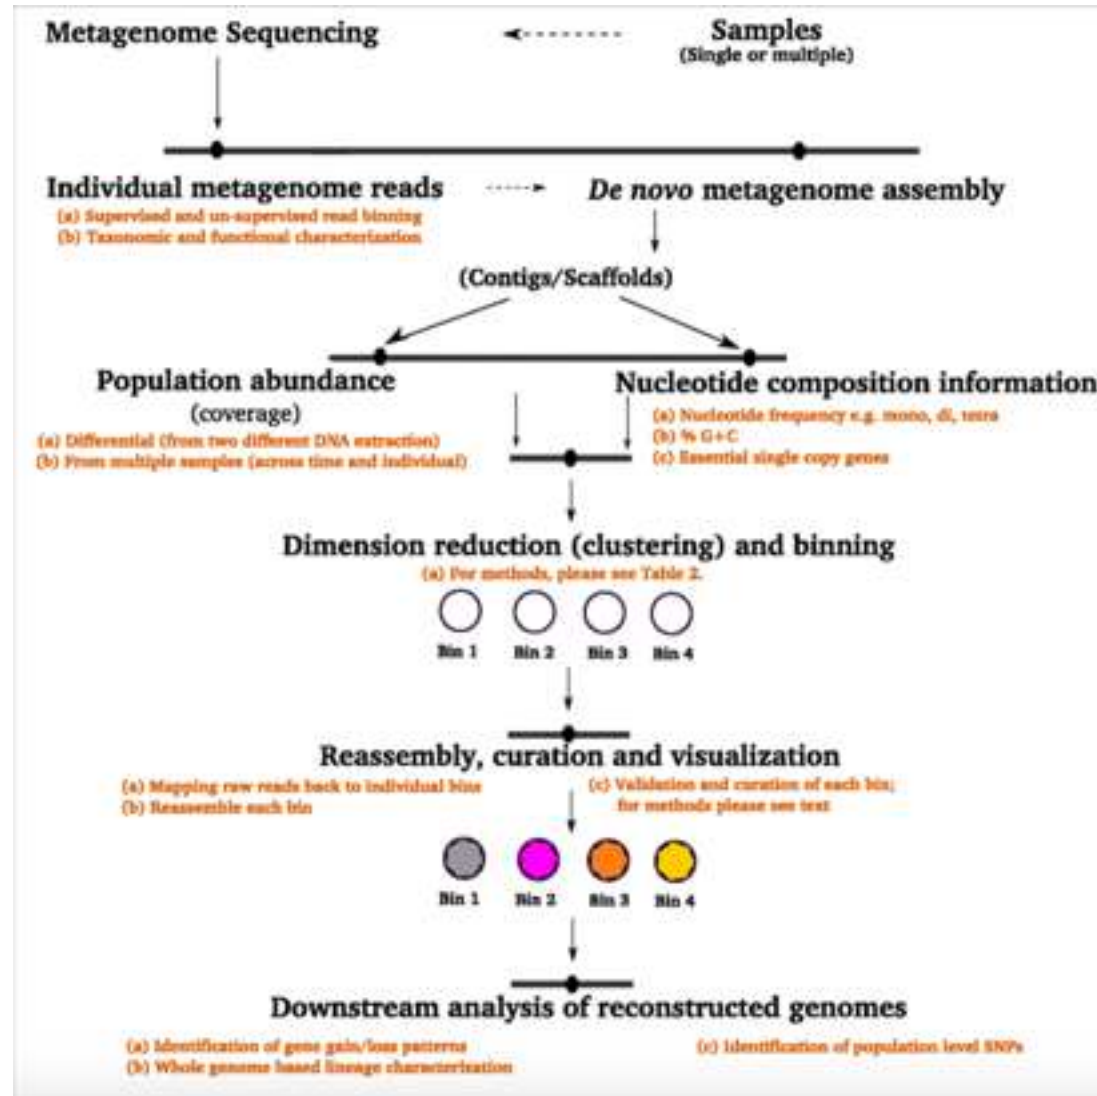 Metagenome Sequencing
Samples
(Single or multiple)
Individual metagenome reads
(a) Supervised and un-supervised read binning
(b) Taxonomic and functional characterization
De novo metagenome assembly
(Contigs/Scaffolds)
Population abundance
(coverage)
(a) Differential (from two different DNA extraction)
(b) From multiple samples (across time and individual)
Nucleotide composition information
(a) Nucleotide frequency e.g. mono, di, tetra
(b) % G+C
(c) Essential single copy genes
Dimension reduction (clustering) and binning
(a) For methods, please see Table 2.
Bin 1 Bin 2 Bin 3 Bin 4
Reassembly, curation and visualization
(a) Mapping raw reads back to individual bins
(b) Reassemble each bin
(c) Validation and curation of each bin;
for methods please see text
Bin 1 Bin 2 Bin 3 Bin 4
Downstream analysis of reconstructed genomes
(a) Identification of gene gain/loss patterns
(b) Whole genome based lineage characterization
(c) Identification of population level SNPs